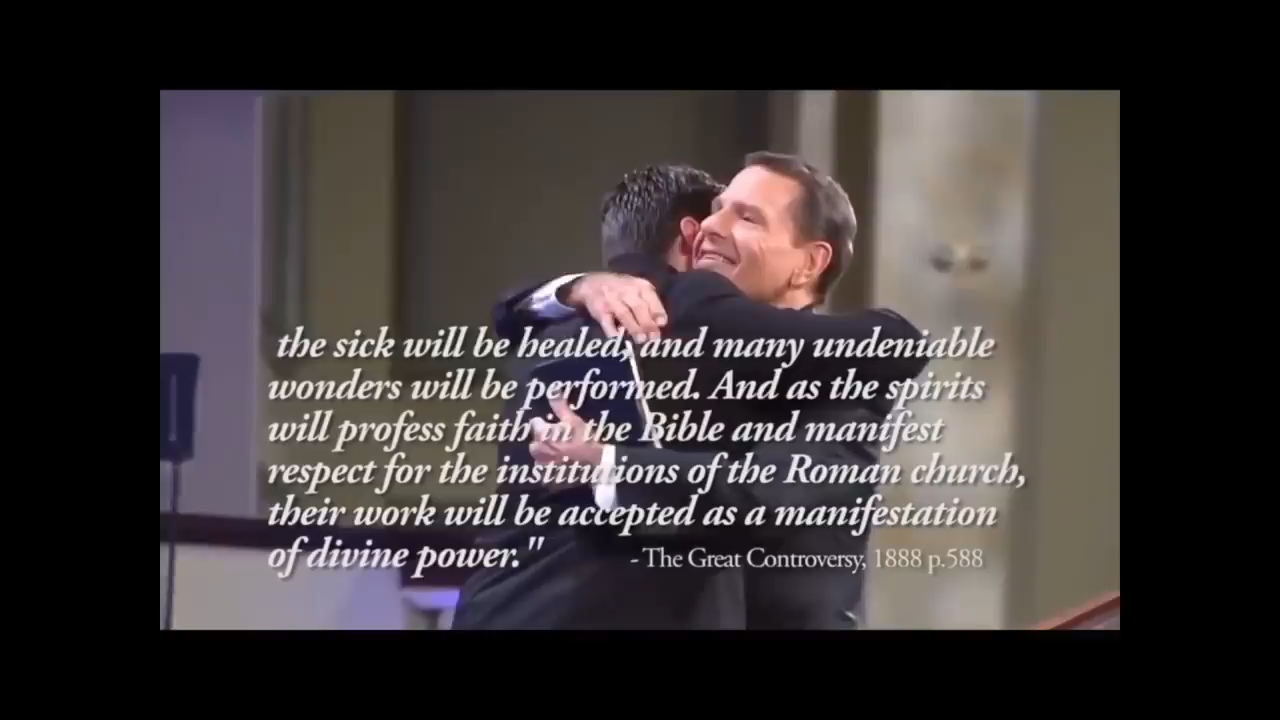 the sick will be healed, and many undeniable
wonders will be performed. And as the spirits
will profess faith in the Bible and manifest
respect for the institutions of the Roman church,
their work will be accepted as a manifestation
of divine power."
- The Great Controversy, 1888 p.588